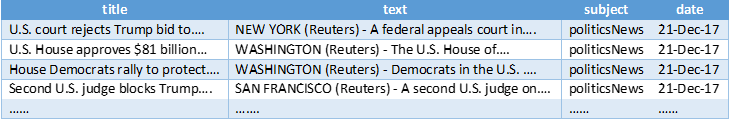 title text subject date
U.S. court rejects Trump bid to.... NEW YORK (Reuters) - A federal appeals court in.... politicsNews 21-Dec-17
U.S. House approves $81 billion... WASHINGTON (Reuters) - The U.S. House of.... politicsNews 21-Dec-17
House Democrats rally to protect.... WASHINGTON (Reuters) - Democrats in the U.S. .... politicsNews 21-Dec-17
Second U.S. judge blocks Trump.... SAN FRANCISCO (Reuters) - A second U.S. judge on.... politicsNews 21-Dec-17
...... ....... ...... ......